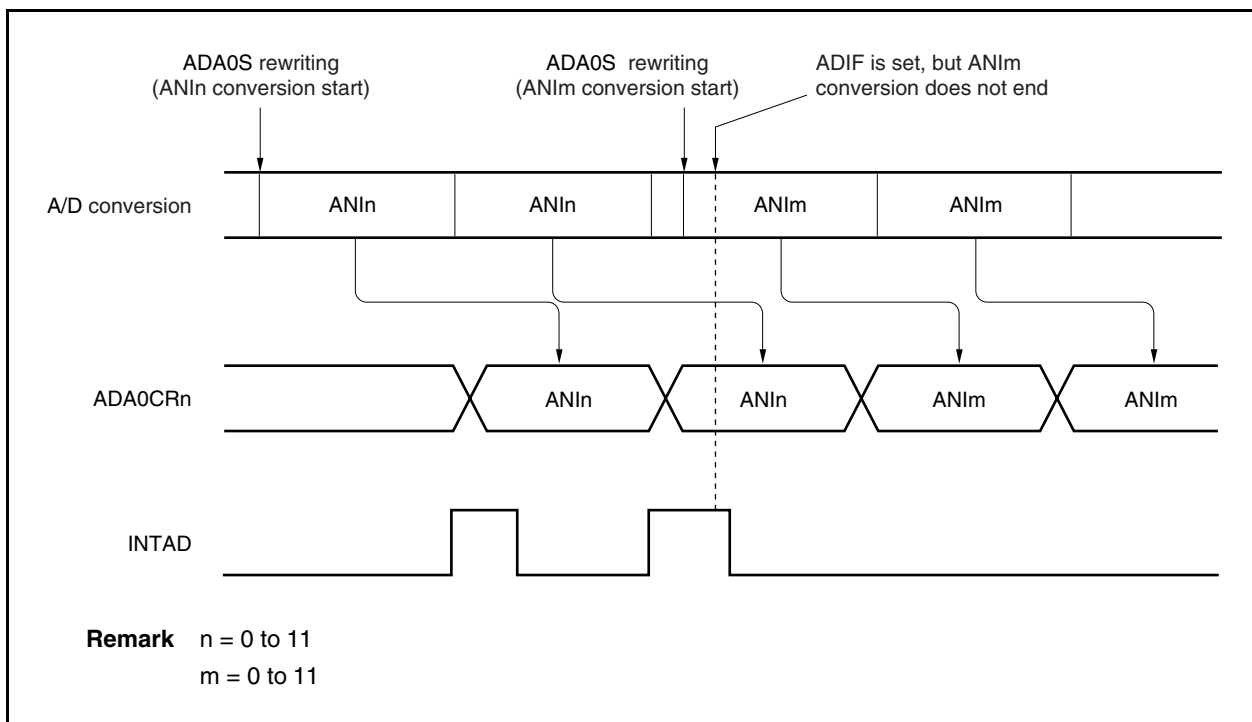 ADA0S rewriting
(ANIn conversion start)
ADA0S rewriting
(ANIm conversion start)
ADIF is set, but ANIm
conversion does not end
A/D conversion
ANIn
ANIn
ANIm
ANIm
ADA0CRn
ANIn
ANIn
ANIm
ANIm
INTAD
Remark n = 0 to 11
m = 0 to 11